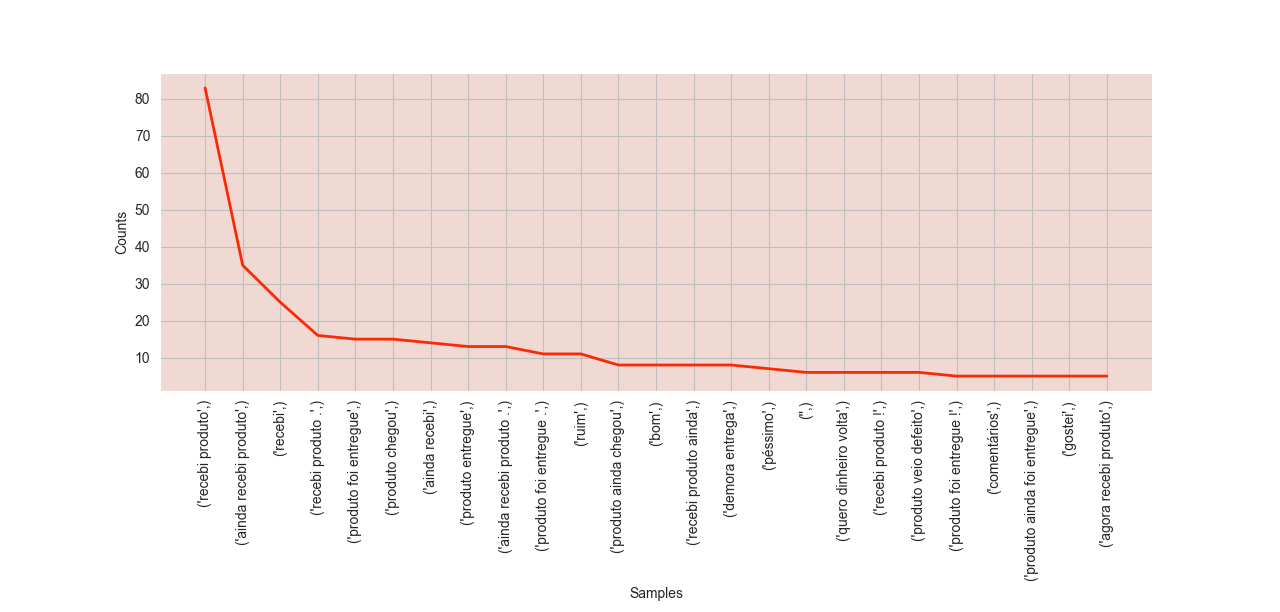 80
70
60
50
40
30
20
10
Counts
('recebi produto',)
('ainda recebi produto',)
('recebi',)
('recebi produto .',)
('produto foi entregue',)
('produto chegou',)
('ainda recebi',)
('produto entregue',)
('ainda recebi produto .',)
('produto foi entregue .',)
('ruim',)
('produto ainda chegou',)
('bom',)
('recebi produto ainda',)
('demora entrega',)
('péssimo',)
('',)
('quero dinheiro volta',)
('recebi produto !',)
('produto veio defeito',)
('produto foi entregue !',)
('comentários',)
('produto ainda foi entregue',)
('gostei',)
('agora recebi produto',)
Samples